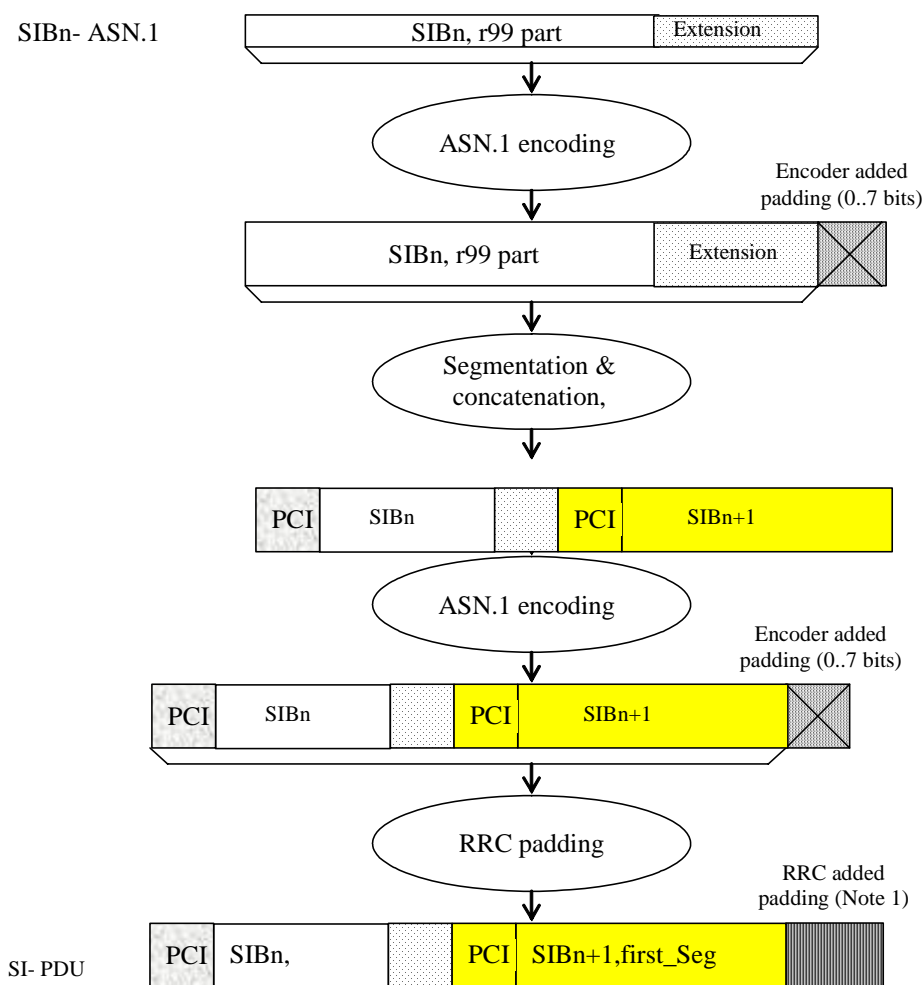 SIBn- ASN.1
SIBn, r99 part
Extension
ASN.1 encoding
Encoder added
padding (0..7 bits)
SIBn, r99 part
Extension
Segmentation &
concatenation,
PCI
SIBn
PCI
SIBn+1
ASN.1 encoding
Encoder added
padding (0..7 bits)
PCI
SIBn
PCI
SIBn+1
RRC padding
RRC added
padding (Note 1)
SI- PDU
PCI
SIBn,
PCI
SIBn+1,first_Seg